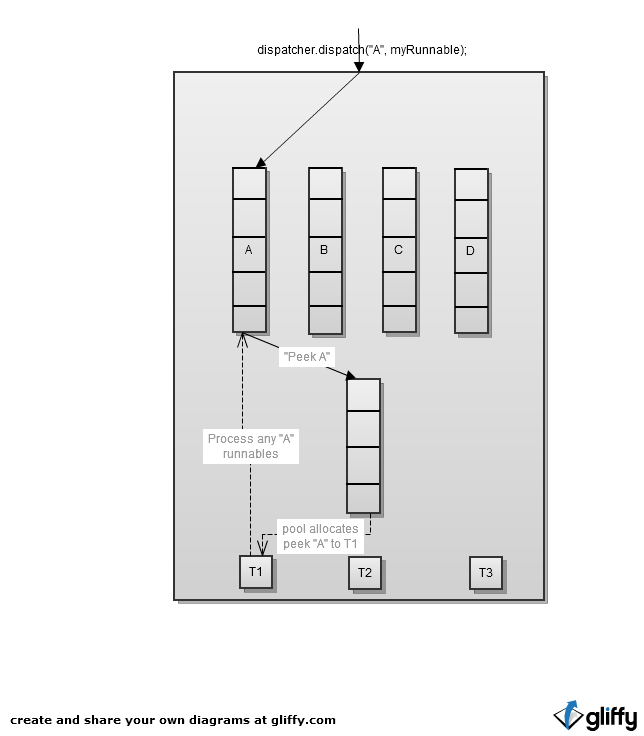 dispatcher.dispatch("A", myRunnable);
A
B
C
D
"Peek A"
Process any "A"
runnables
pool allocates
peek "A" to T1
T1
T2
T3
create and share your own diagrams at gliffy.com
gliffy